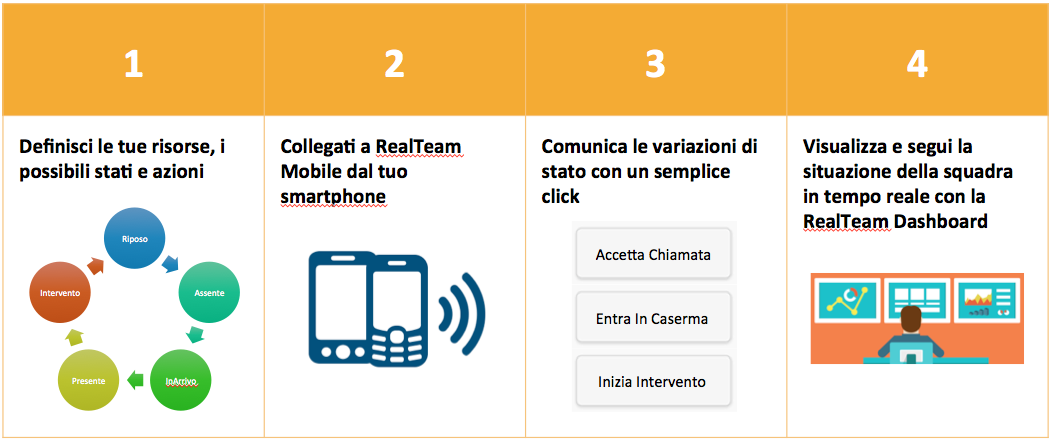 1
2
3
4
Definisci le tue risorse, i
possibili stati e azioni
Riposo
Assente
InArrivo
Presente
Intervento
Collegati a RealTeam
Mobile dal tuo
smartphone
Comunica le variazioni di
stato con un semplice
click
Accetta Chiamata
Entra In Caserma
Inizia Intervento
Visualizza e segui la
situazione della squadra
in tempo reale con la
RealTeam Dashboard